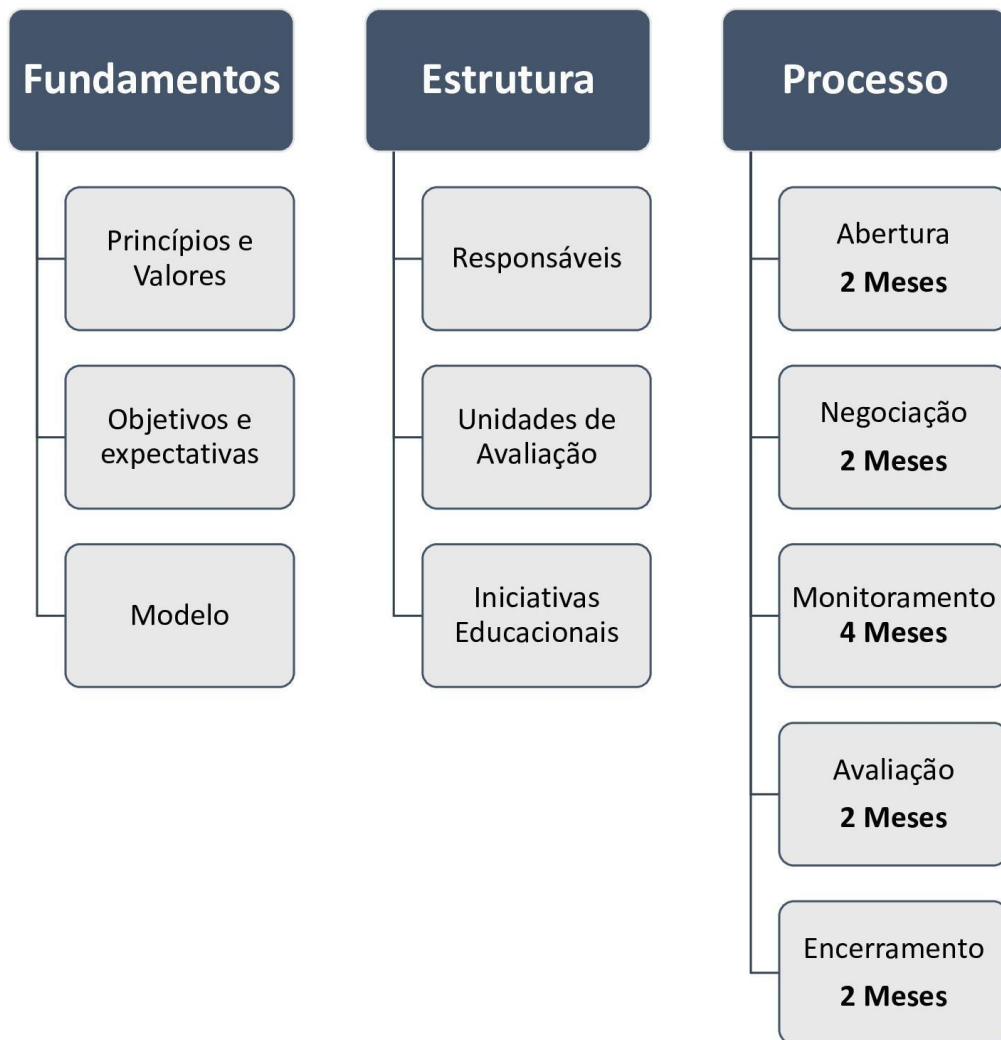 Fundamentos
Princípios e
Valores
Objetivos e
expectativas
Modelo
Estrutura
Responsáveis
Unidades de
Avaliação
Iniciativas
Educacionais
Processo
Abertura
2 Meses
Negociação
2 Meses
Monitoramento
4 Meses
Avaliação
2 Meses
Encerramento
2 Meses